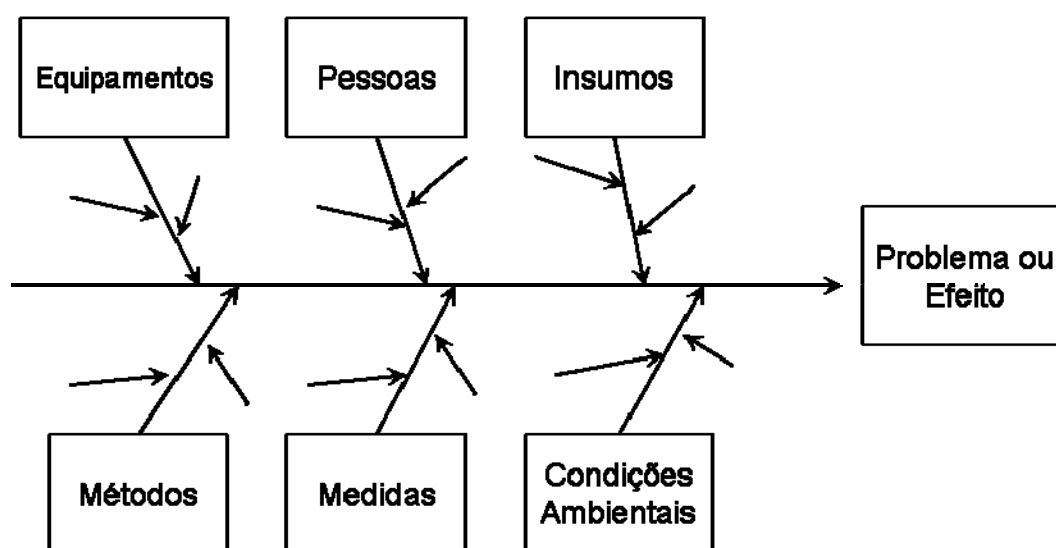 Equipamentos
Pessoas
Insumos
Problema ou
Efeito
Métodos
Medidas
Condições
Ambientais